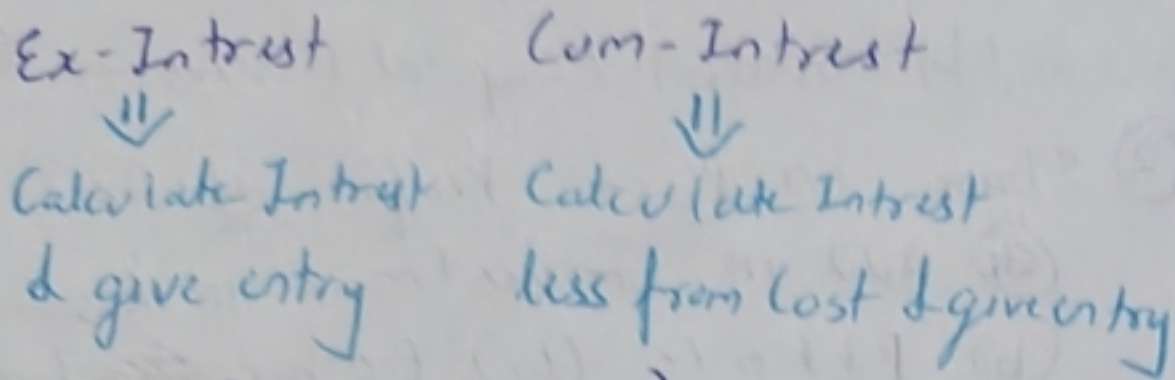 Ex-Intrest Cum-Intrest
⇓ ⇓
Calculate Intrest Calculate Intrest
& give entry less from Cost & give entry